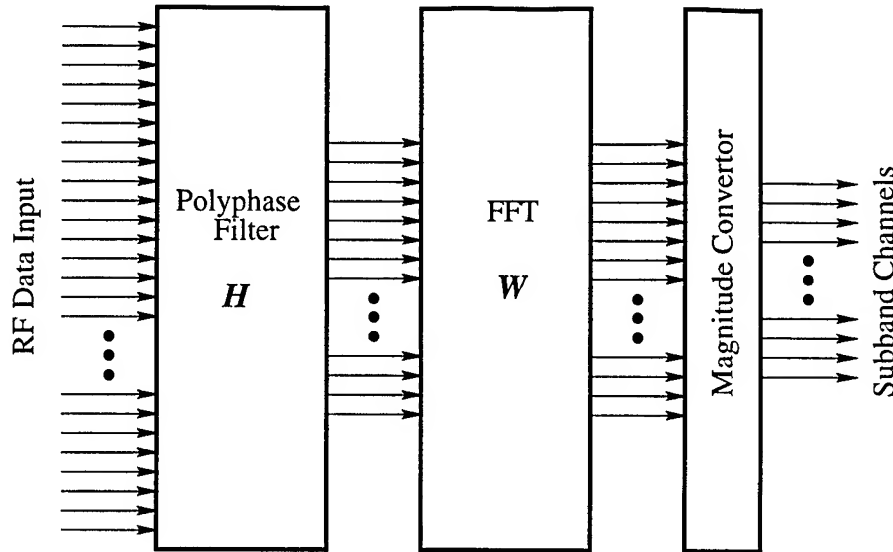 RF Data Input
Polyphase
Filter
H
FFT
W
Magnitude Convertor
Subband Channels